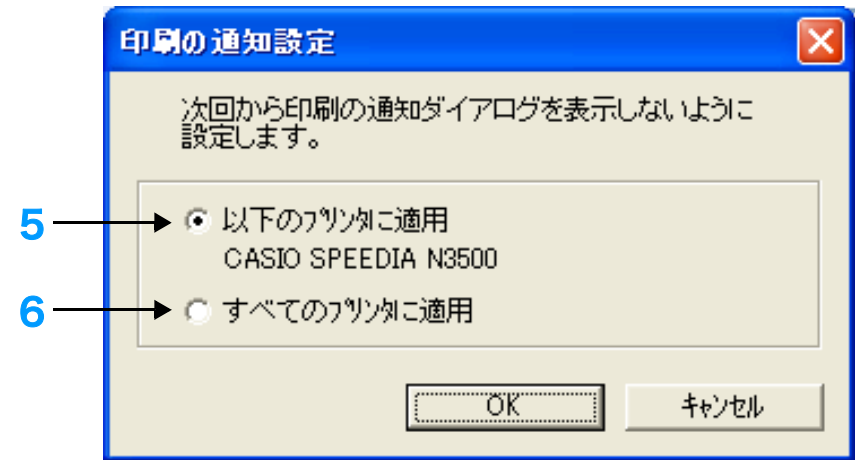 印刷の通知設定
次回から印刷の通知ダイアログを表示しないように
設定します。
5
以下のプリンタに適用
CASIO SPEEDIA N3500
6
すべてのプリンタに適用
OK
キャンセル